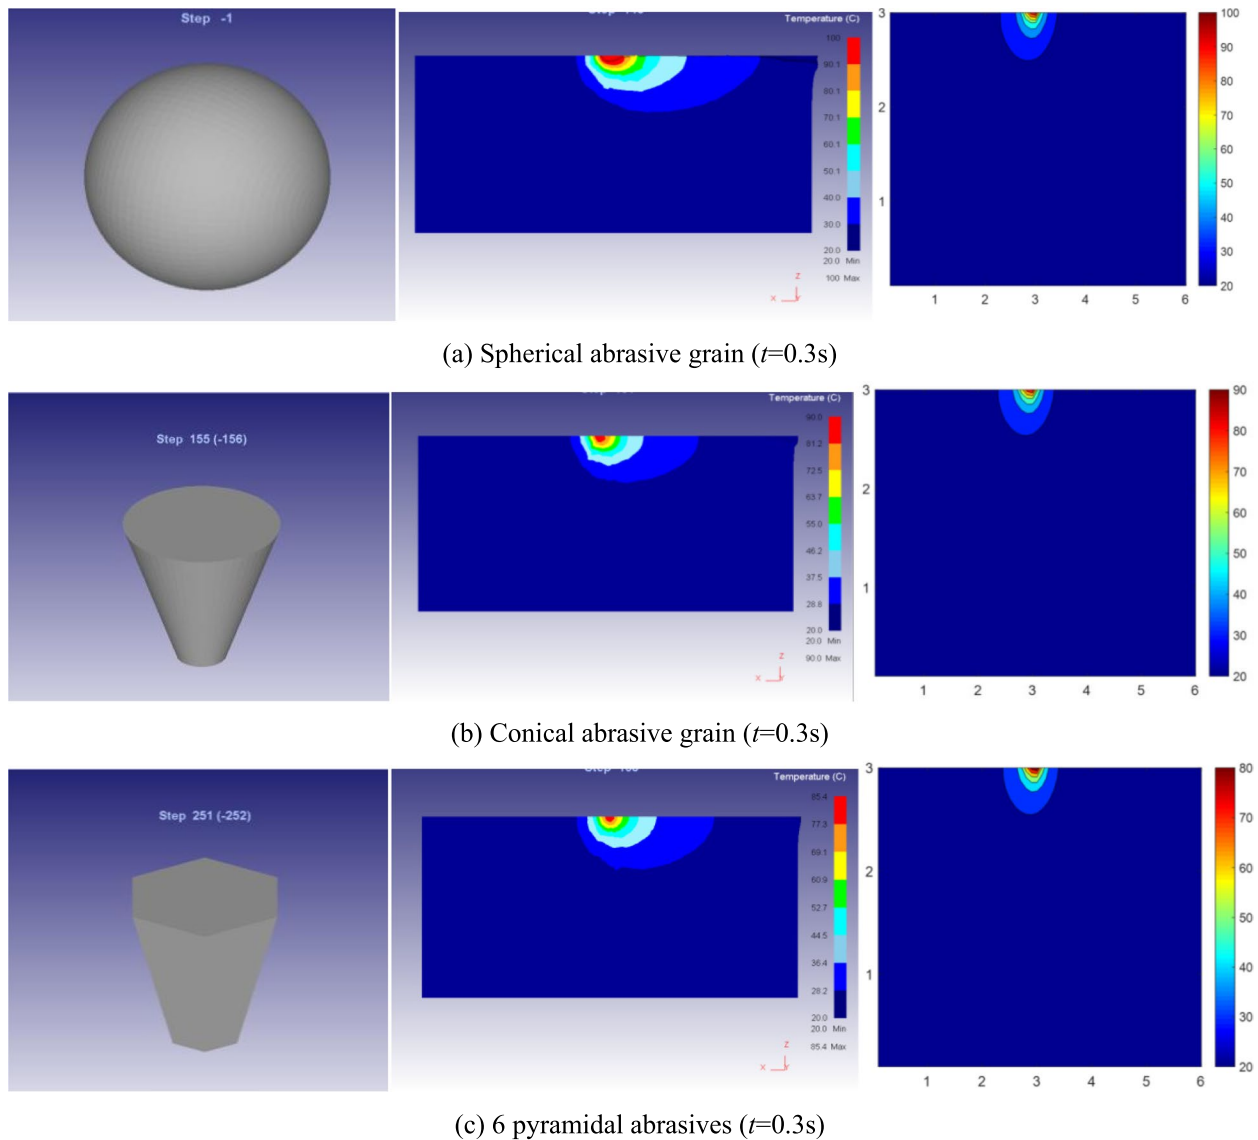 Step -1
Temperature (C)
100
90.1
80.1
70.1
60.1
50.1
40.0
30.0
20.0
20.0 Min
100 Max
Z
X
3
2
1
1 2 3 4 5 6
100
90
80
70
60
50
40
30
20
(a) Spherical abrasive grain (t=0.3s)
Step 155 (-156)
Temperature (C)
90.0
81.2
72.5
63.7
55.0
46.2
37.5
28.8
20.0
20.0 Min
90.0 Max
Z
X
3
2
1
1 2 3 4 5 6
90
80
70
60
50
40
30
20
(b) Conical abrasive grain (t=0.3s)
Step 251 (-252)
Temperature (C)
85.4
77.3
69.1
60.9
52.7
44.5
36.4
28.2
20.0
20.0 Min
85.4 Max
Z
X
3
2
1
1 2 3 4 5 6
80
70
60
50
40
30
20
(c) 6 pyramidal abrasives (t=0.3s)